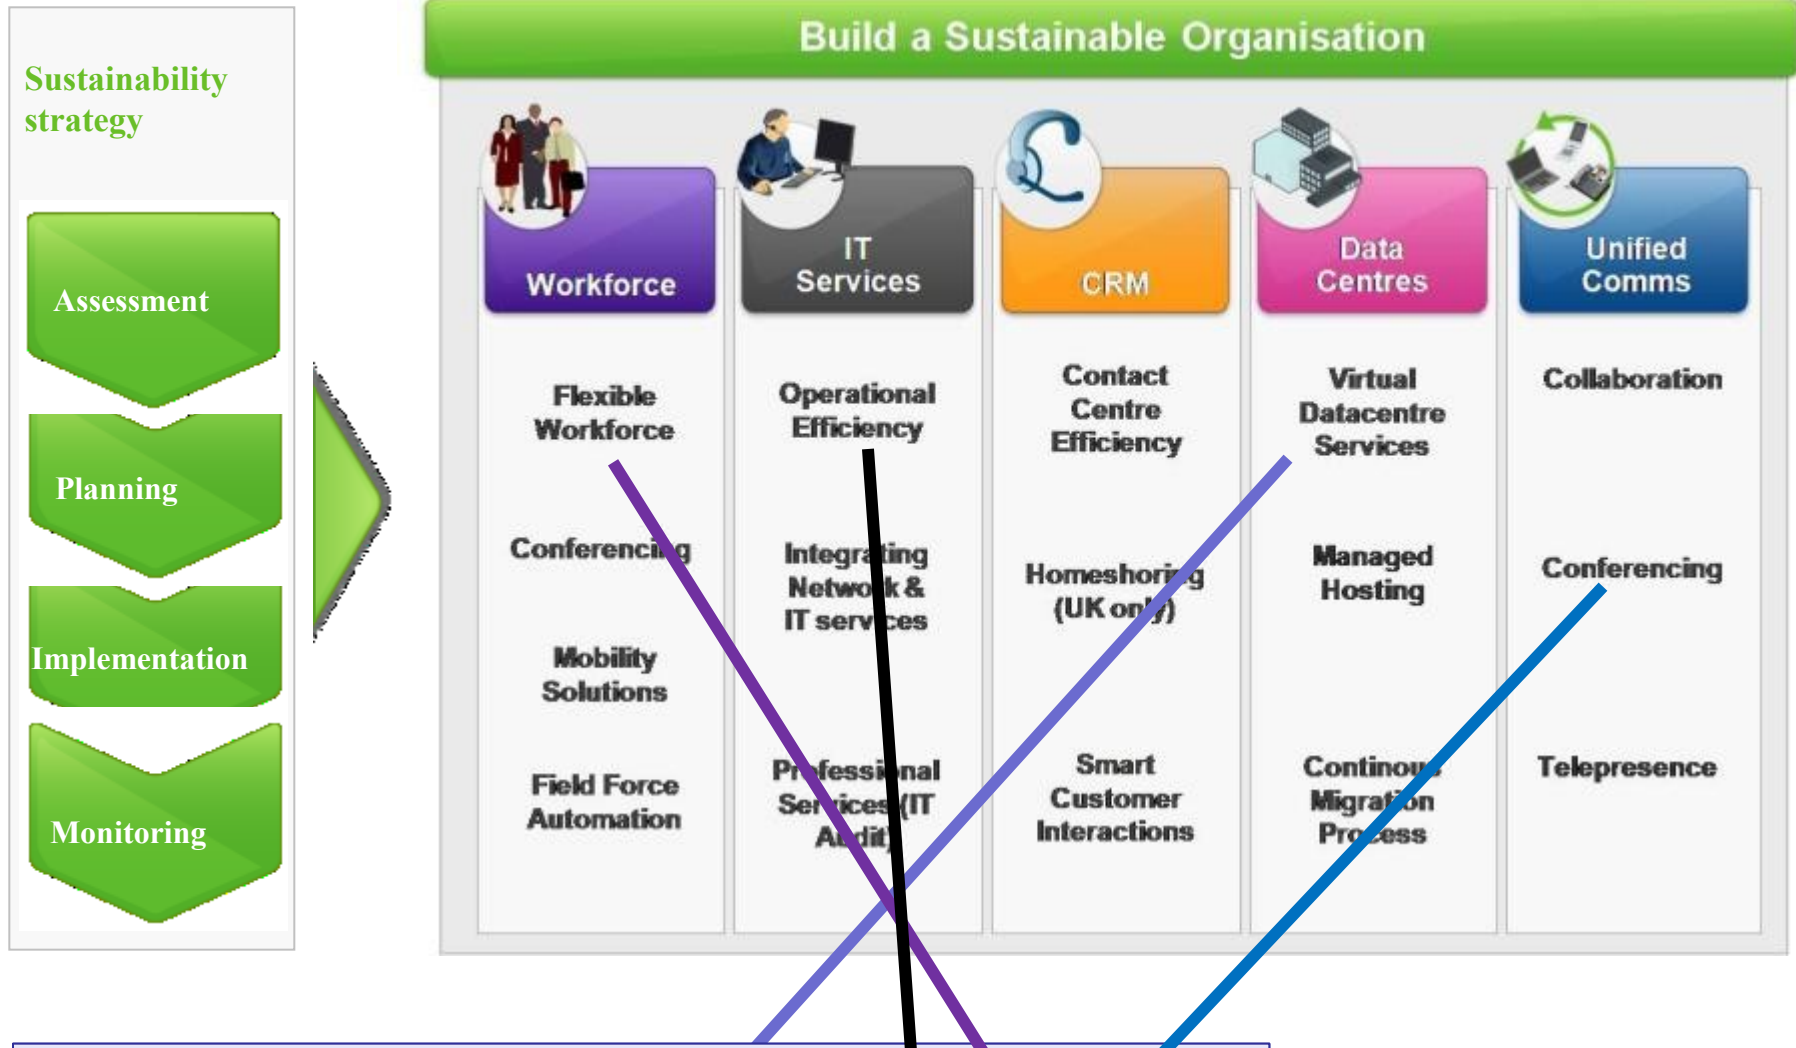 Sustainability
strategy
Assessment
Planning
Implementation
Monitoring
Build a Sustainable Organisation
Workforce
Flexible
Workforce
Conferencing
Mobility
Solutions
Field Force
Automation
IT
Services
Operational
Efficiency
Integrating
Network &
IT services
Professional
Services (IT
Audit)
CRM
Contact
Centre
Efficiency
Homeshoring
(UK only)
Smart
Customer
Interactions
Data
Centres
Virtual
Datacentre
Services
Managed
Hosting
Continous
Migration
Process
Unified
Comms
Collaboration
Conferencing
Telepresence